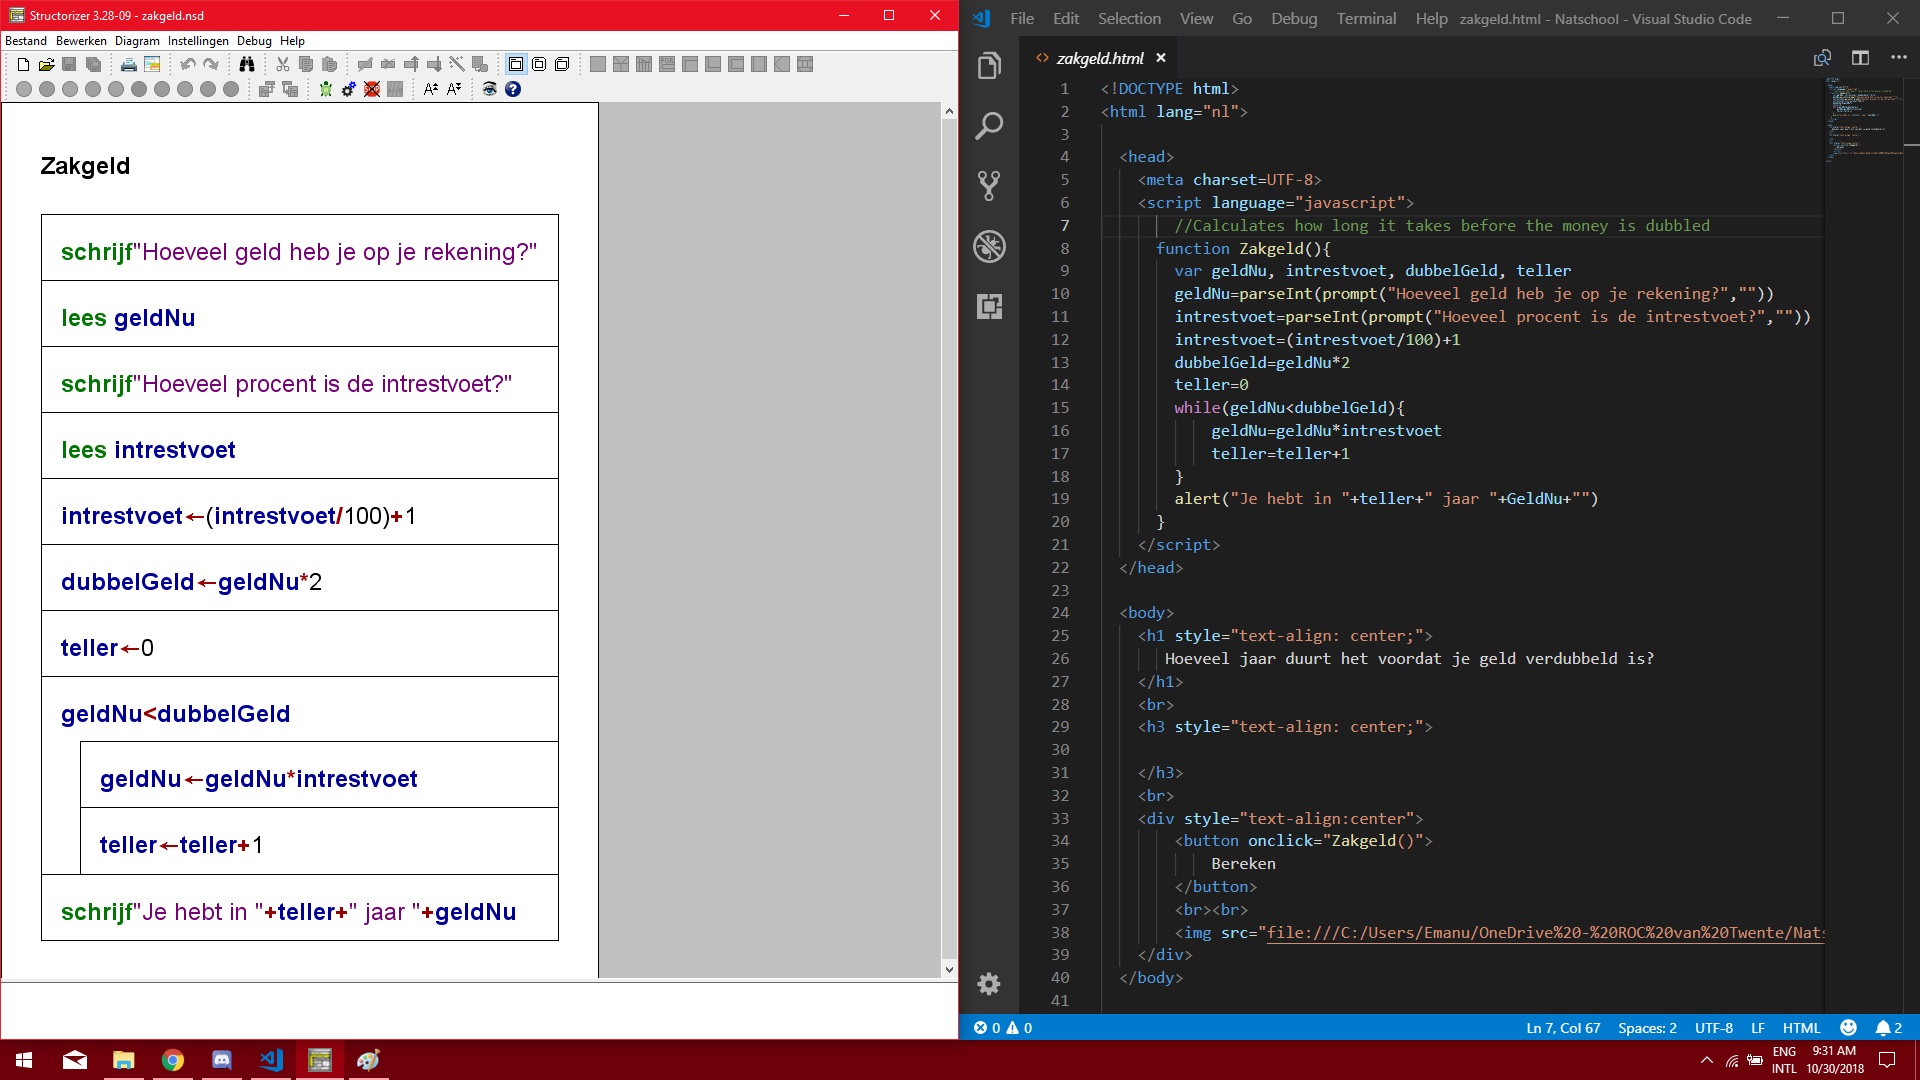 Structorizer 3.28-09 - zakgeld.nsd
Bestand Bewerken Diagram Instellingen Debug Help
Zakgeld
schrijf"Hoeveel geld heb je op je rekening?"
lees geldNu
schrijf"Hoeveel procent is de intrestvoet?"
lees intrestvoet
intrestvoet←(intrestvoet/100)+1
dubbelGeld←geldNu*2
teller←0
geldNu<dubbelGeld
geldNu←geldNu*intrestvoet
teller←teller+1
schrijf"Je hebt in "+teller+" jaar "+geldNu
File Edit Selection View Go Debug Terminal Help zakgeld.html - Natschool - Visual Studio Code
<> zakgeld.html
1 <!DOCTYPE html>
2 <html lang="nl">
3
4 <head>
5 <meta charset=UTF-8>
6 <script language="javascript">
7 //Calculates how long it takes before the money is dubbled
8 function Zakgeld(){
9 var geldNu, intrestvoet, dubbelGeld, teller
10 geldNu=parseInt(prompt("Hoeveel geld heb je op je rekening?",""))
11 intrestvoet=parseInt(prompt("Hoeveel procent is de intrestvoet?",""))
12 intrestvoet=(intrestvoet/100)+1
13 dubbelGeld=geldNu*2
14 teller=0
15 while(geldNu<dubbelGeld){
16 geldNu=geldNu*intrestvoet
17 teller=teller+1
18 }
19 alert("Je hebt in "+teller+" jaar "+GeldNu+"")
20 }
21 </script>
22 </head>
23
24 <body>
25 <h1 style="text-align: center;">
26 Hoeveel jaar duurt het voordat je geld verdubbeld is?
27 </h1>
28 <br>
29 <h3 style="text-align: center;">
30
31 </h3>
32 <br>
33 <div style="text-align:center">
34 <button onclick="Zakgeld()">
35 Bereken
36 </button>
37 <br><br>
38 <img src="file:///C:/Users/Emanu/OneDrive%20-%20ROC%20van%20Twente/Nats
39 </div>
40 </body>
41
0 0 Ln 7, Col 67 Spaces: 2 UTF-8 LF HTML 2
ENG 9:31 AM
INTL 10/30/2018